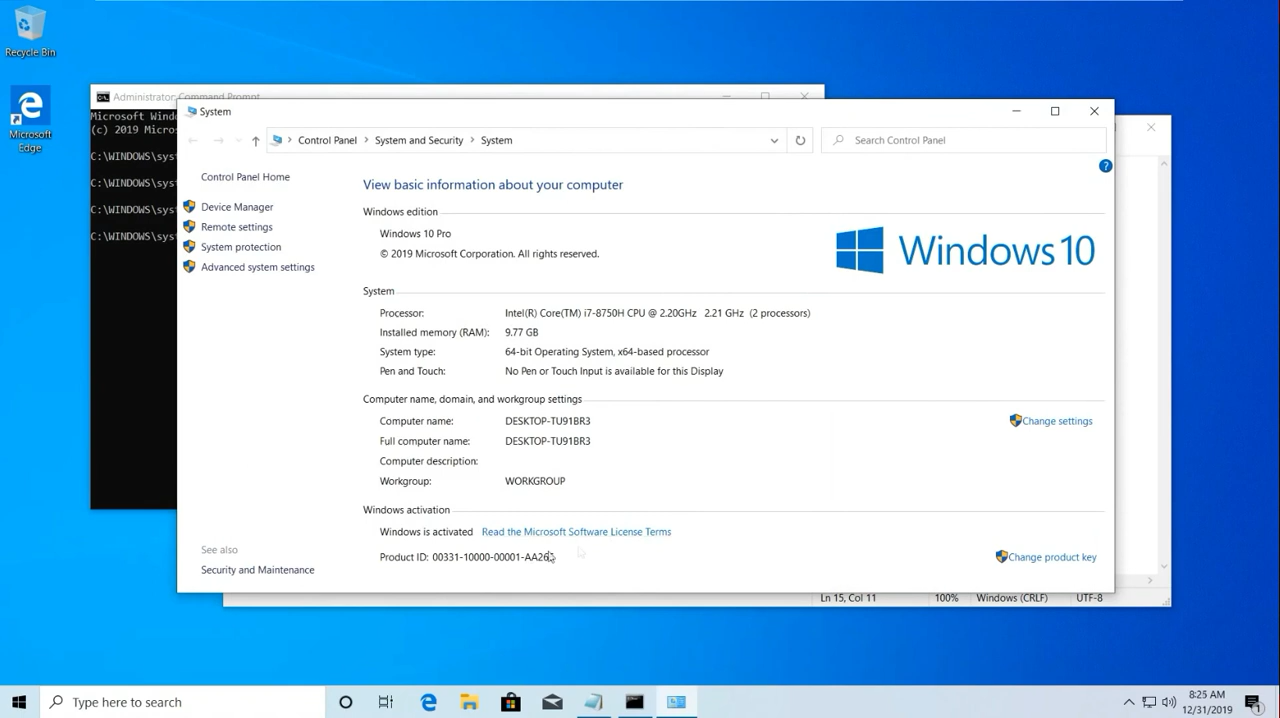 Recycle Bin
Microsoft
Edge
Administrator: Command Prompt
Microsoft
(c) 2019
C:\WINDOWS\
C:\WINDOWS\
C:\WINDOWS\
C:\WINDOWS\
System
Control Panel
System and Security
System
Search Control Panel
Control Panel Home
Device Manager
Remote settings
System protection
Advanced system settings
See also
Security and Maintenance
View basic information about your computer
Windows edition
Windows 10 Pro
© 2019 Microsoft Corporation. All rights reserved.
Windows 10
System
Processor: Intel(R) Core(TM) i7-8750H CPU @ 2.20GHz 2.21 GHz (2 processors)
Installed memory (RAM): 9.77 GB
System type: 64-bit Operating System, x64-based processor
Pen and Touch: No Pen or Touch Input is available for this Display
Computer name, domain, and workgroup settings
Computer name: DESKTOP-TU91BR3
Change settings
Full computer name: DESKTOP-TU91BR3
Computer description:
Workgroup: WORKGROUP
Windows activation
Windows is activated Read the Microsoft Software License Terms
Product ID: 00331-10000-00001-
Change product key
Ln 15, Col 11 100% Windows (CRLF) UTF-8
Type here to search
8:25 AM
12/31/2019
1